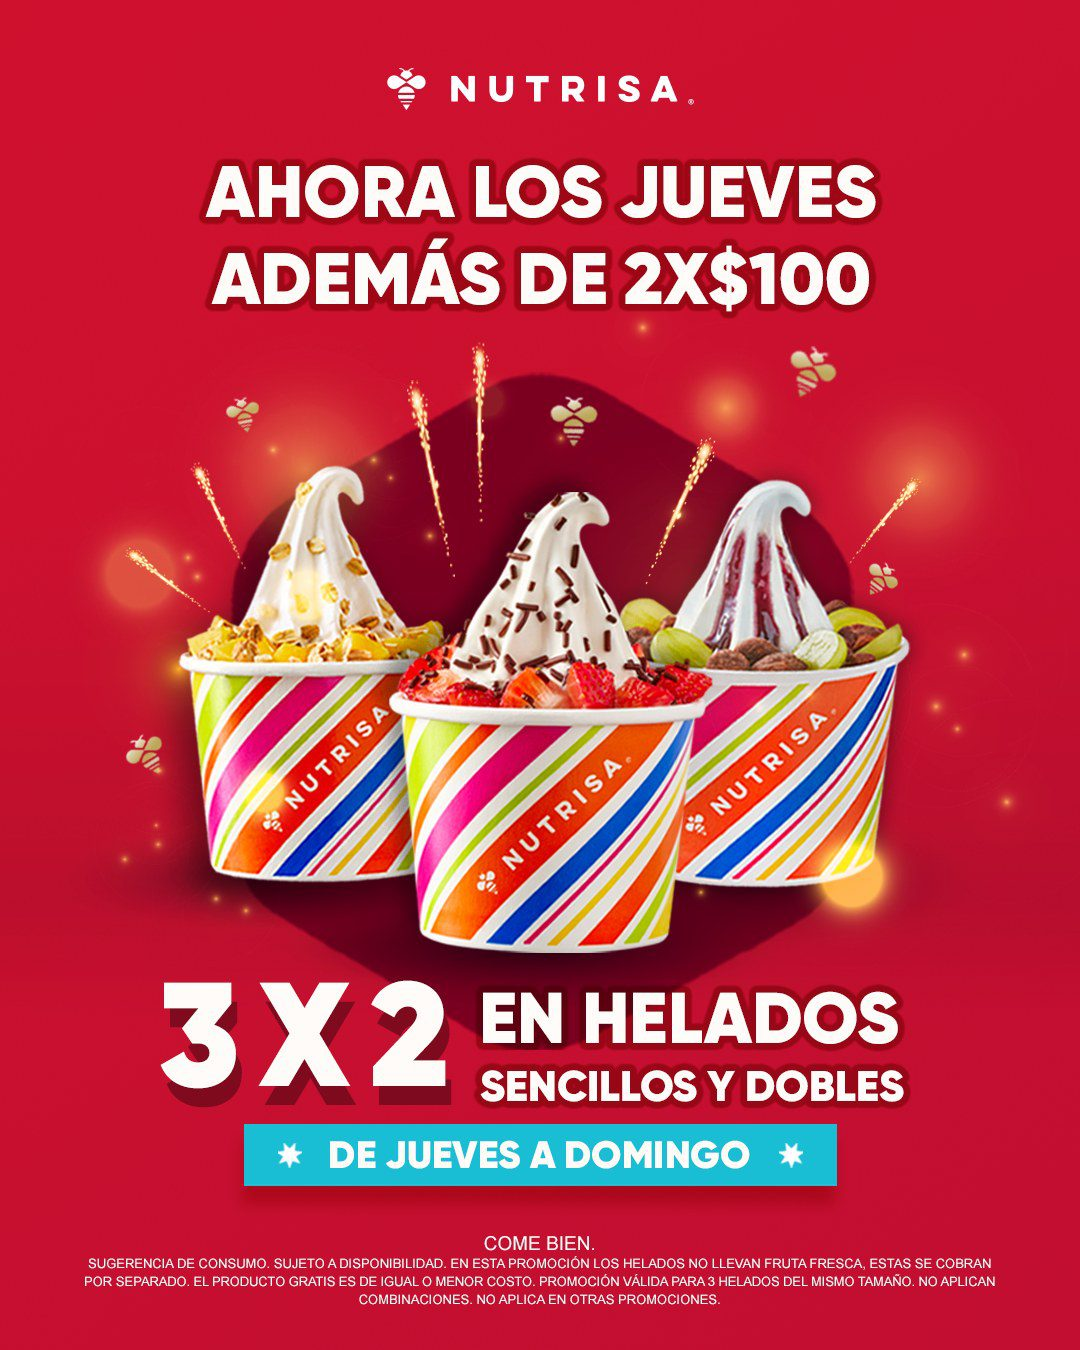 NUTRISA®
AHORA LOS JUEVES
ADEMÁS DE 2X$100
NUTRISA
NUTRISA
NUTRISA
3X2 EN HELADOS
SENCILLOS Y DOBLES
DE JUEVES A DOMINGO
COME BIEN.
SUGERENCIA DE CONSUMO. SUJETO A DISPONIBILIDAD. EN ESTA PROMOCIÓN LOS HELADOS NO LLEVAN FRUTA FRESCA, ESTAS SE COBRAN
POR SEPARADO. EL PRODUCTO GRATIS ES DE IGUAL O MENOR COSTO. PROMOCIÓN VÁLIDA PARA 3 HELADOS DEL MISMO TAMAÑO. NO APLICAN
COMBINACIONES. NO APLICA EN OTRAS PROMOCIONES.